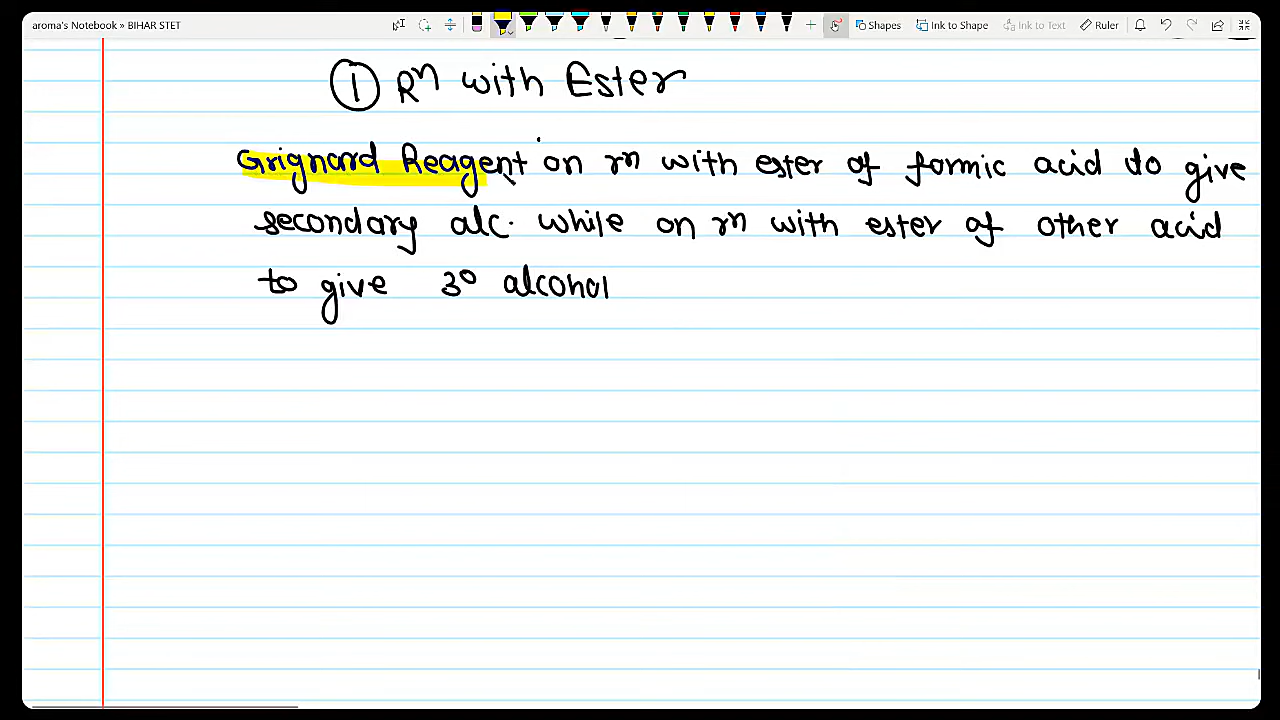 aroma's Notebook » BIHAR STET
Shapes Ink to Shape Ink to Text Ruler
① Rⁿ with Ester
Grignard Reagent on rⁿ with ester of formic acid to give
secondary alc. while on rⁿ with ester of other acid
to give 3⁰ alcohol